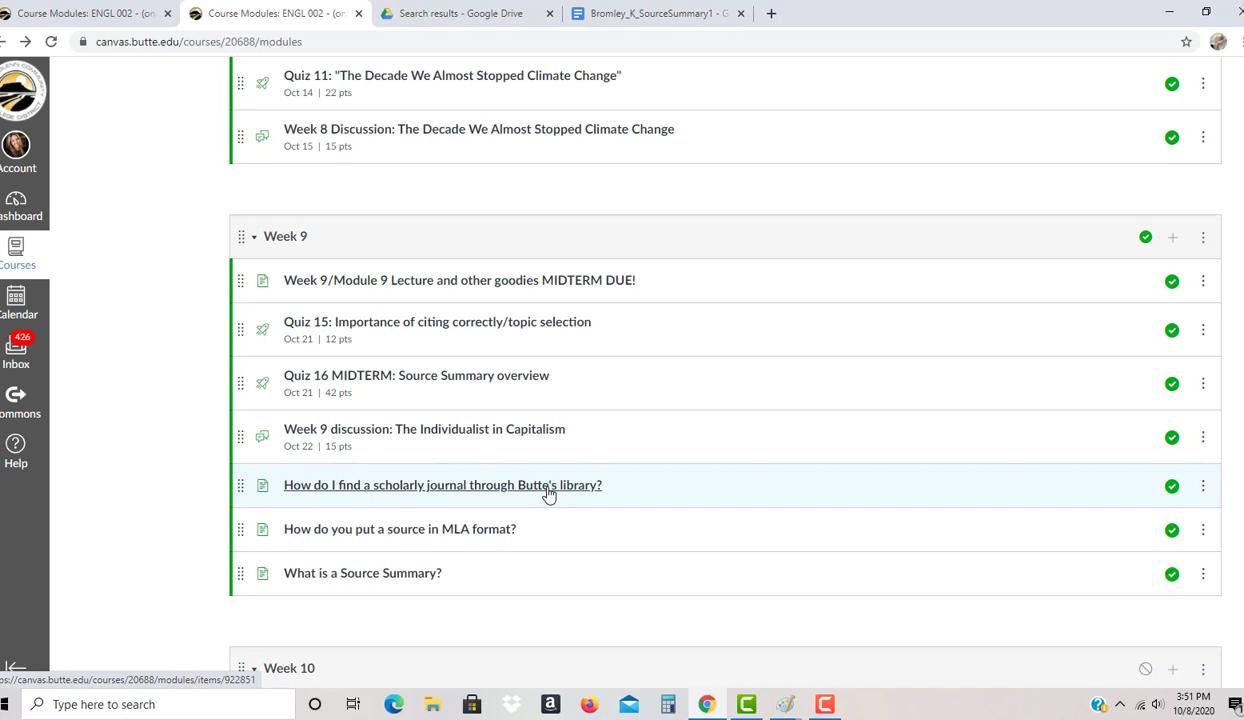 Course Modules: ENGL 002 - (on
Course Modules: ENGL 002 - (on
Search results - Google Drive
Bromley_K_SourceSummary1 - G
canvas.butte.edu/courses/20688/modules
Quiz 11: "The Decade We Almost Stopped Climate Change"
Oct 14 | 22 pts
Week 8 Discussion: The Decade We Almost Stopped Climate Change
Oct 15 | 15 pts
Account
ashboard
Courses
Calendar
426
Inbox
ommons
Help
Week 9
Week 9/Module 9 Lecture and other goodies MIDTERM DUE!
Quiz 15: Importance of citing correctly/topic selection
Oct 21 | 12 pts
Quiz 16 MIDTERM: Source Summary overview
Oct 21 | 42 pts
Week 9 discussion: The Individualist in Capitalism
Oct 22 | 15 pts
How do I find a scholarly journal through Butte's library?
How do you put a source in MLA format?
What is a Source Summary?
Week 10
ps://canvas.butte.edu/courses/20688/modules/items/922851
Type here to search
3:51 PM
10/8/2020